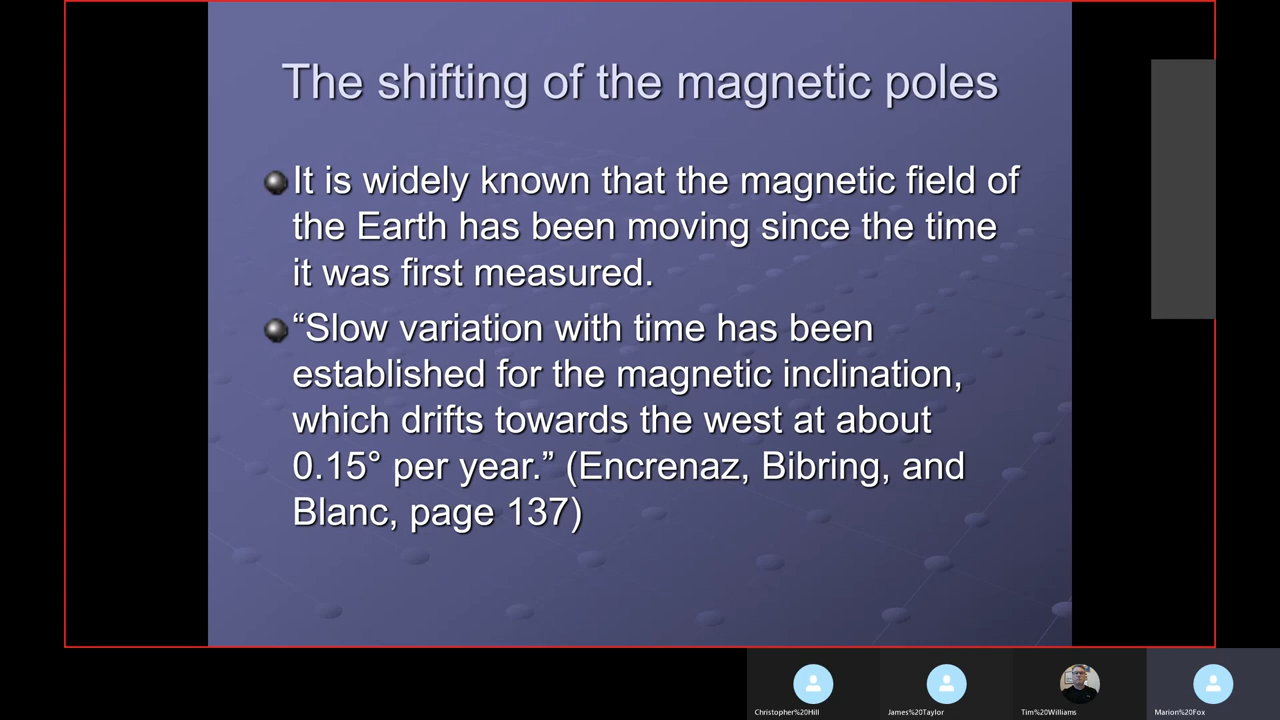 The shifting of the magnetic poles
It is widely known that the magnetic field of
the Earth has been moving since the time
it was first measured.
“Slow variation with time has been
established for the magnetic inclination,
which drifts towards the west at about
0.15° per year.” (Encrenaz, Bibring, and
Blanc, page 137)
Christopher%20Hill
James%20Taylor
Tim%20Williams
Marion%20Fox